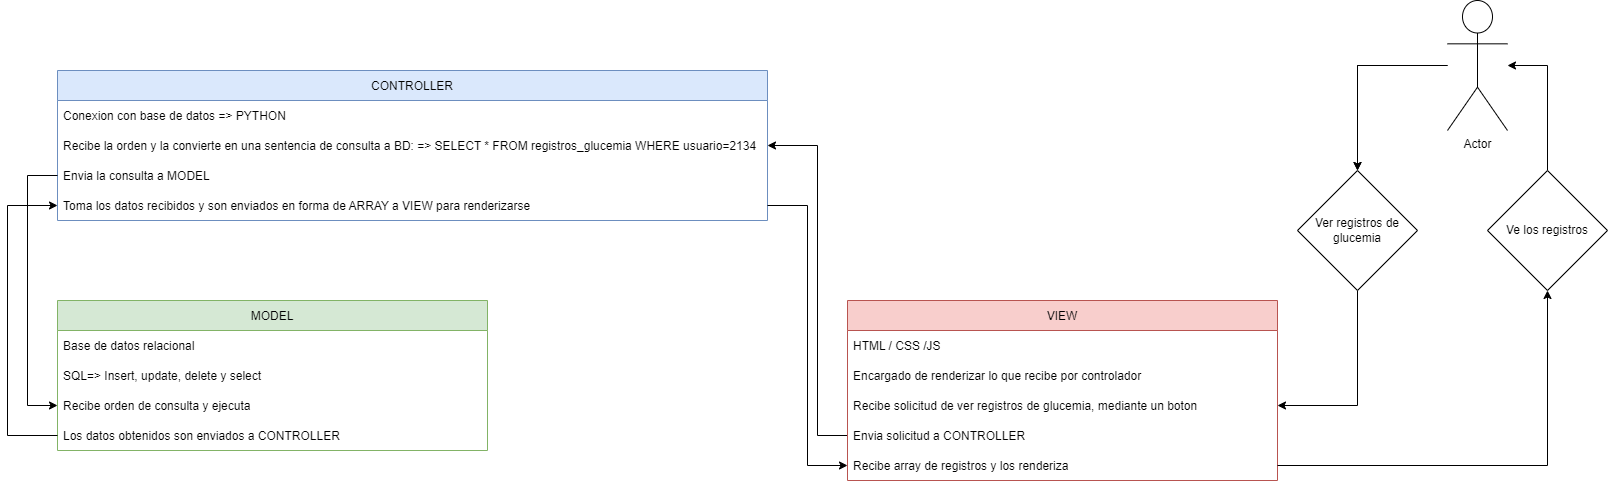 CONTROLLER
Conexion con base de datos => PYTHON
Recibe la orden y la convierte en una sentencia de consulta a BD: => SELECT * FROM registros_glucemia WHERE usuario=2134
Envia la consulta a MODEL
Toma los datos recibidos y son enviados en forma de ARRAY a VIEW para renderizarse
Actor
Ver registros de
glucemia
Ve los registros
MODEL
Base de datos relacional
SQL=> Insert, update, delete y select
Recibe orden de consulta y ejecuta
Los datos obtenidos son enviados a CONTROLLER
VIEW
HTML / CSS /JS
Encargado de renderizar lo que recibe por controlador
Recibe solicitud de ver registros de glucemia, mediante un boton
Envia solicitud a CONTROLLER
Recibe array de registros y los renderiza